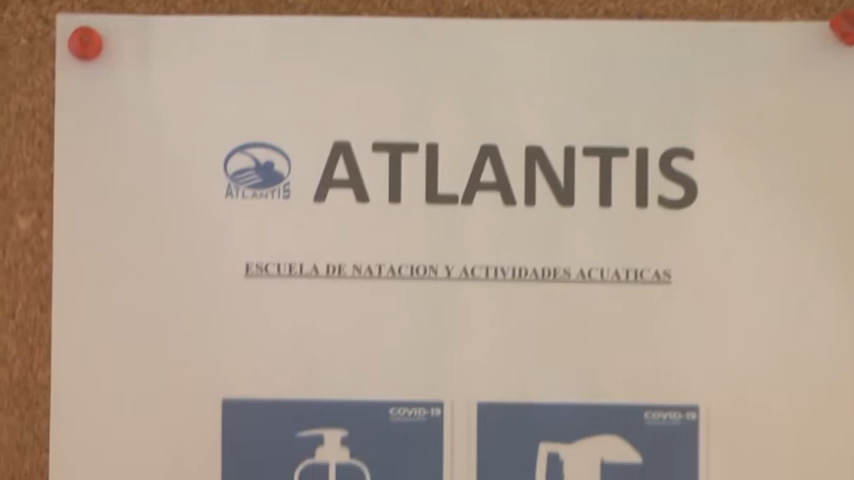 ATLANTIS
ATLANTIS
ESCUELA DE NATACION Y ACTIVIDADES ACUATICAS
COVID-19
COVID-19